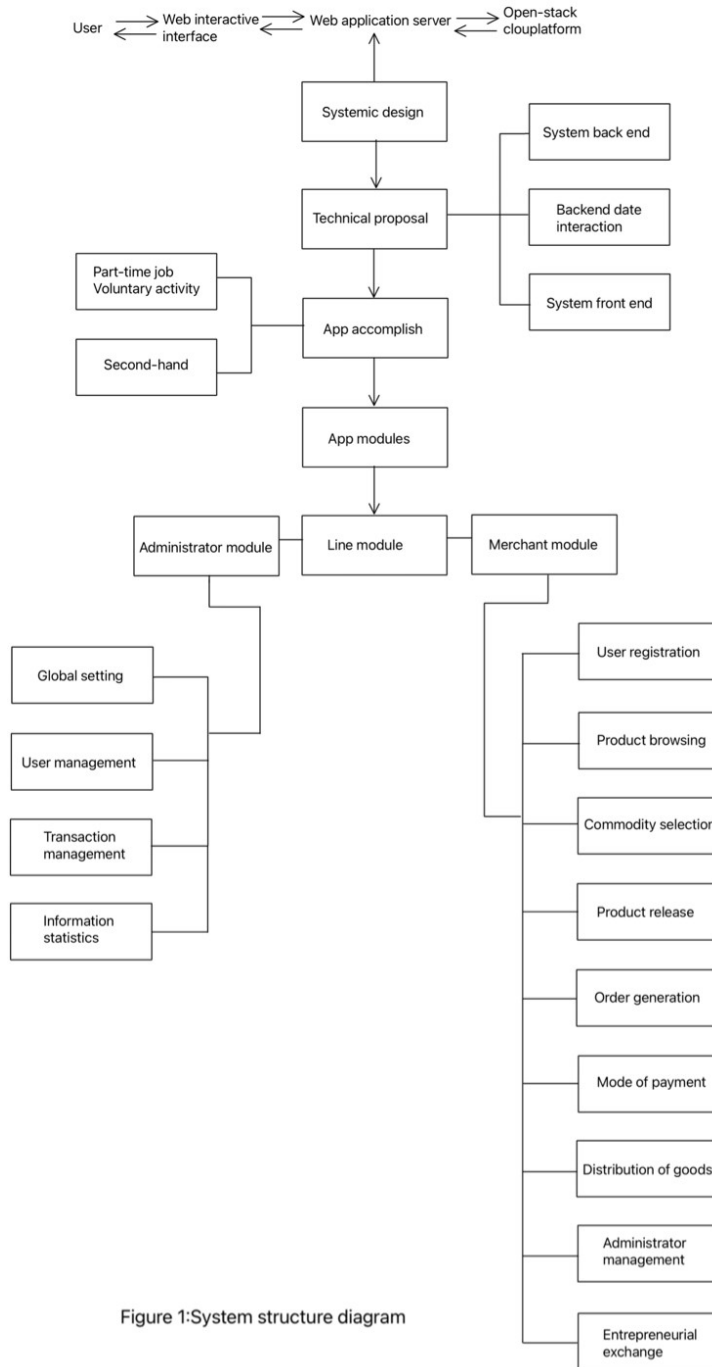 User
Web interactive
interface
Web application server
Open-stack
clouplatform
Systemic design
System back end
Technical proposal
Backend date
interaction
Part-time job
Voluntary activity
System front end
App accomplish
Second-hand
App modules
Administrator module
Line module
Merchant module
Global setting
User management
Transaction
management
Information
statistics
User registration
Product browsing
Commodity selection
Product release
Order generation
Mode of payment
Distribution of goods
Administrator
management
Entrepreneurial
exchange
Figure 1:System structure diagram